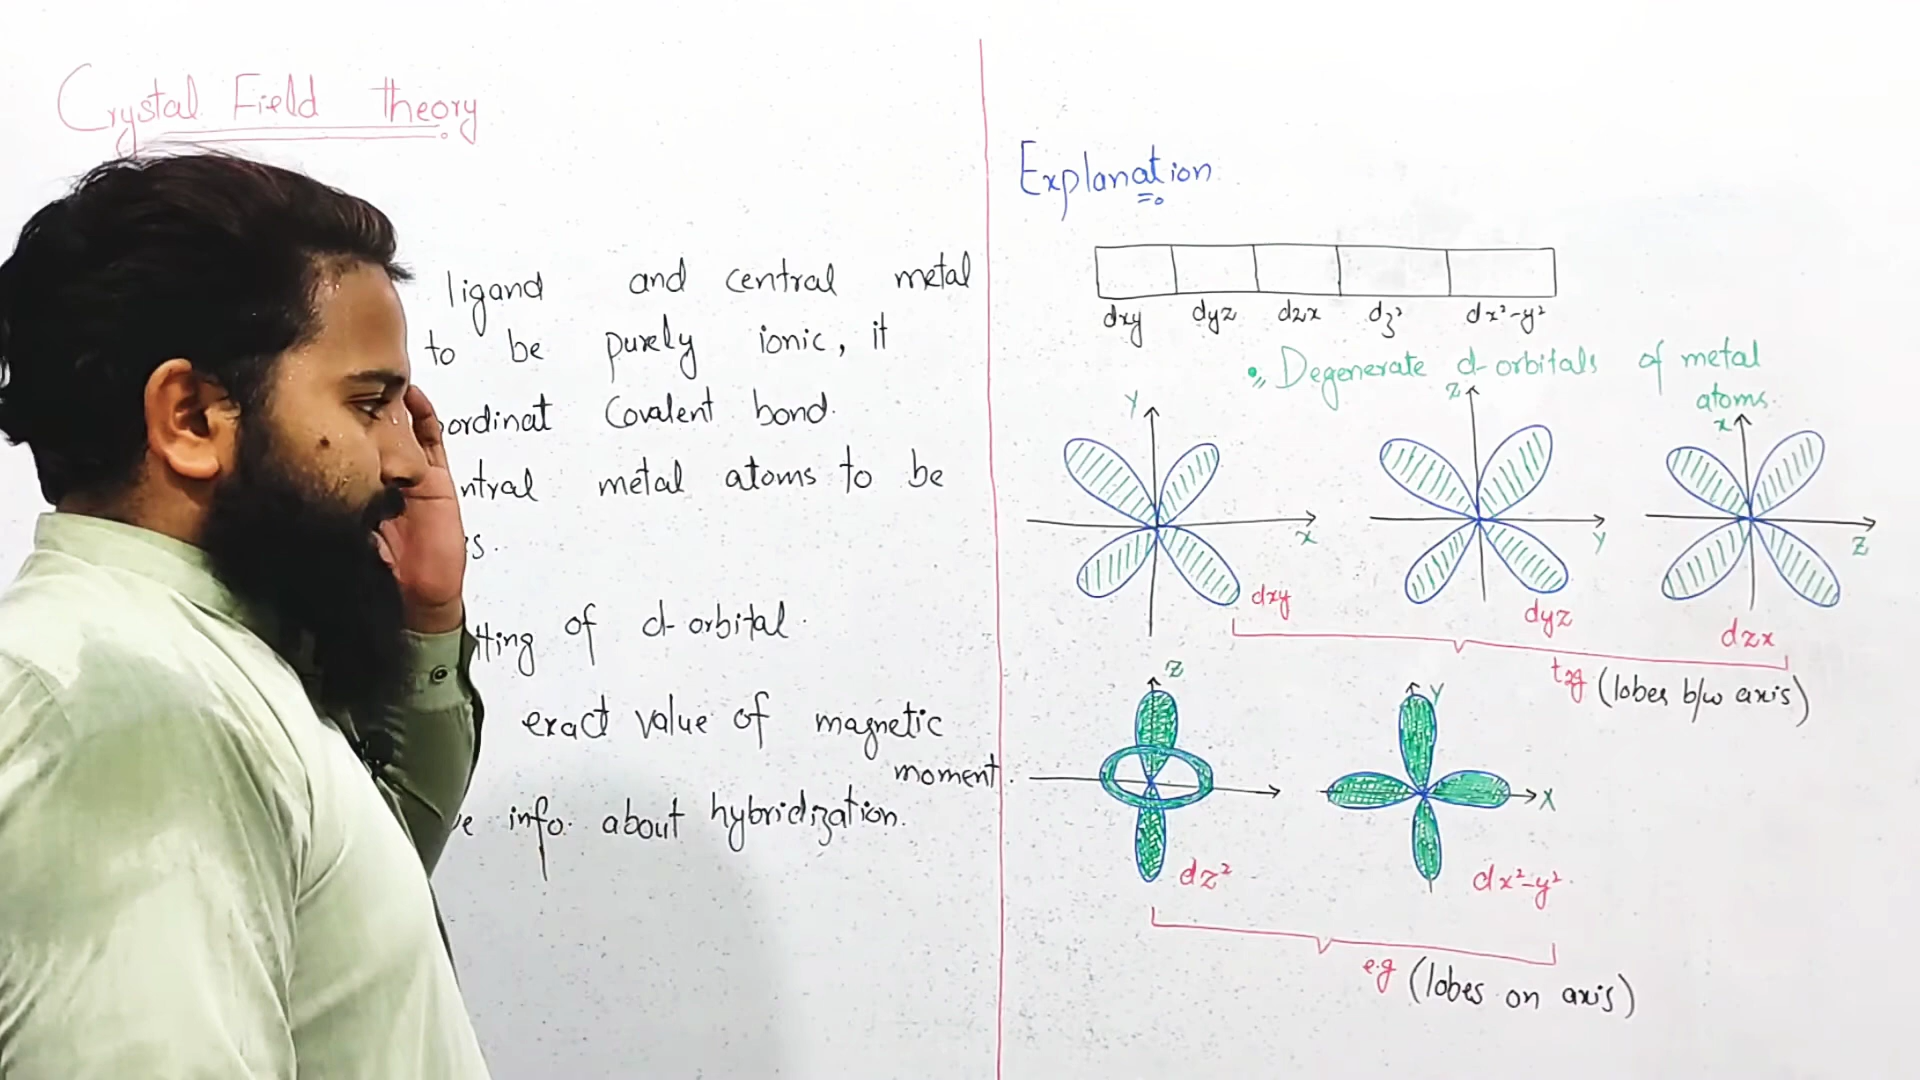 Crystal Field theory
ligand and central metal
to be purely ionic, it
ordinat Covalent bond.
ntral metal atoms to be
s.
tting of d-orbital.
exact value of magnetic
moment.
e info. about hybridization.
Explanation
dxy dyz dzx dz² dx²-y²
Degenerate d-orbitals of metal
atoms.
Y X dxy
Z Y dyz
X Z dzx
t2g (lobes b/w axis)
Z dz²
Y X dx²-y²
e.g (lobes on axis)